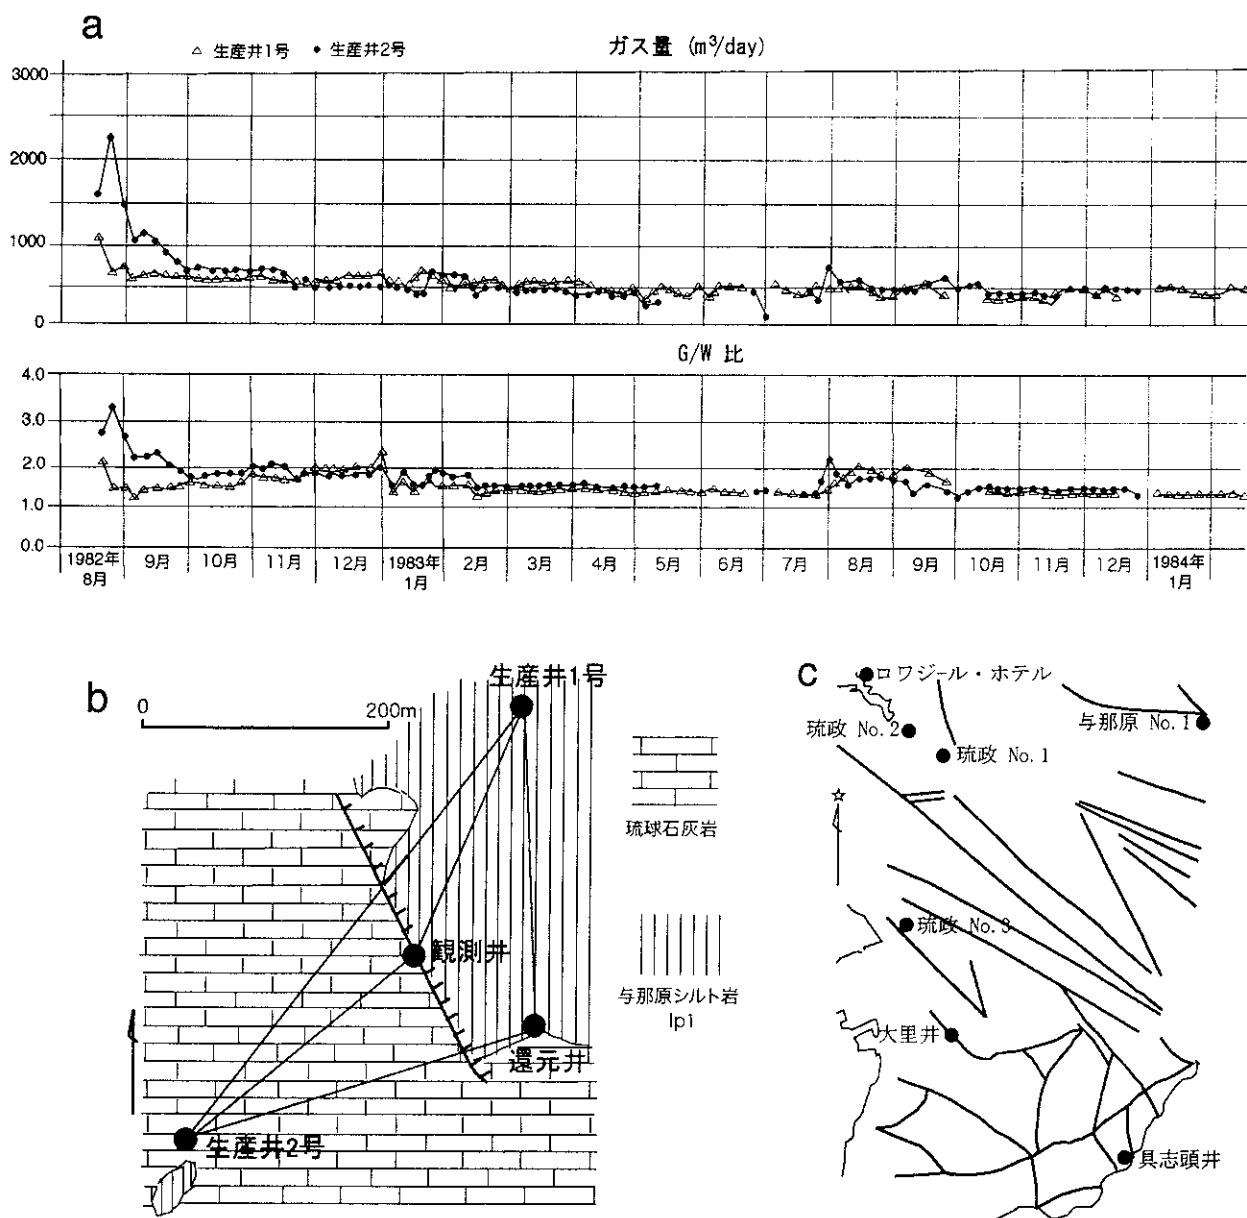 a
△ 生産井1号 ● 生産井2号
ガス量 (m³/day)
3000
2000
1000
0
G/W 比
4.0
3.0
2.0
1.0
0.0
1982年 8月 9月 10月 11月 12月 1983年 1月 2月 3月 4月 5月 6月 7月 8月 9月 10月 11月 12月 1984年 1月
b
0 200m
生産井1号
観測井
還元井
生産井2号
琉球石灰岩
与那原シルト岩
lp1
c
ロワジール・ホテル
琉政 No.2
琉政 No.1
与那原 No.1
琉政 No.3
大里井
具志頭井